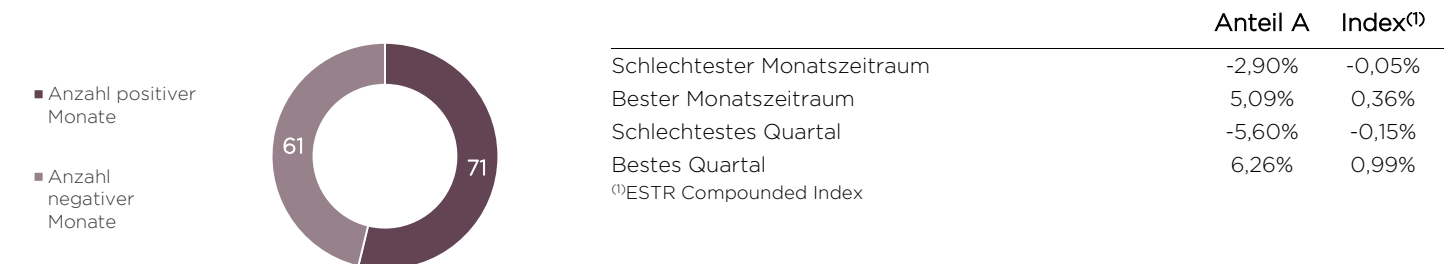 Anzahl positiver
Monate
Anzahl
negativer
Monate
61
71
Anteil A Index(1)
Schlechtester Monatszeitraum -2,90% -0,05%
Bester Monatszeitraum 5,09% 0,36%
Schlechtestes Quartal -5,60% -0,15%
Bestes Quartal 6,26% 0,99%
(1)ESTR Compounded Index